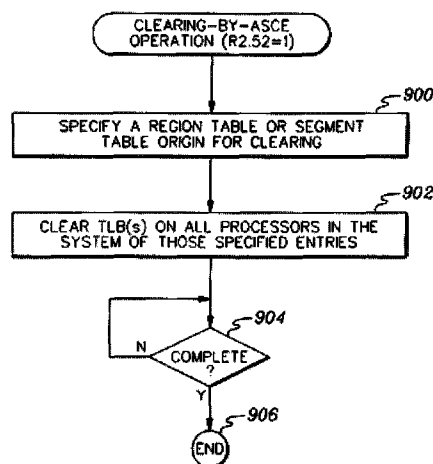 CLEARING-BY-ASCE
OPERATION (R2.52=1)
900
SPECIFY A REGION TABLE OR SEGMENT
TABLE ORIGIN FOR CLEARING
902
CLEAR TLB(s) ON ALL PROCESSORS IN THE
SYSTEM OF THOSE SPECIFIED ENTRIES
904
N
COMPLETE
?
Y
906
END